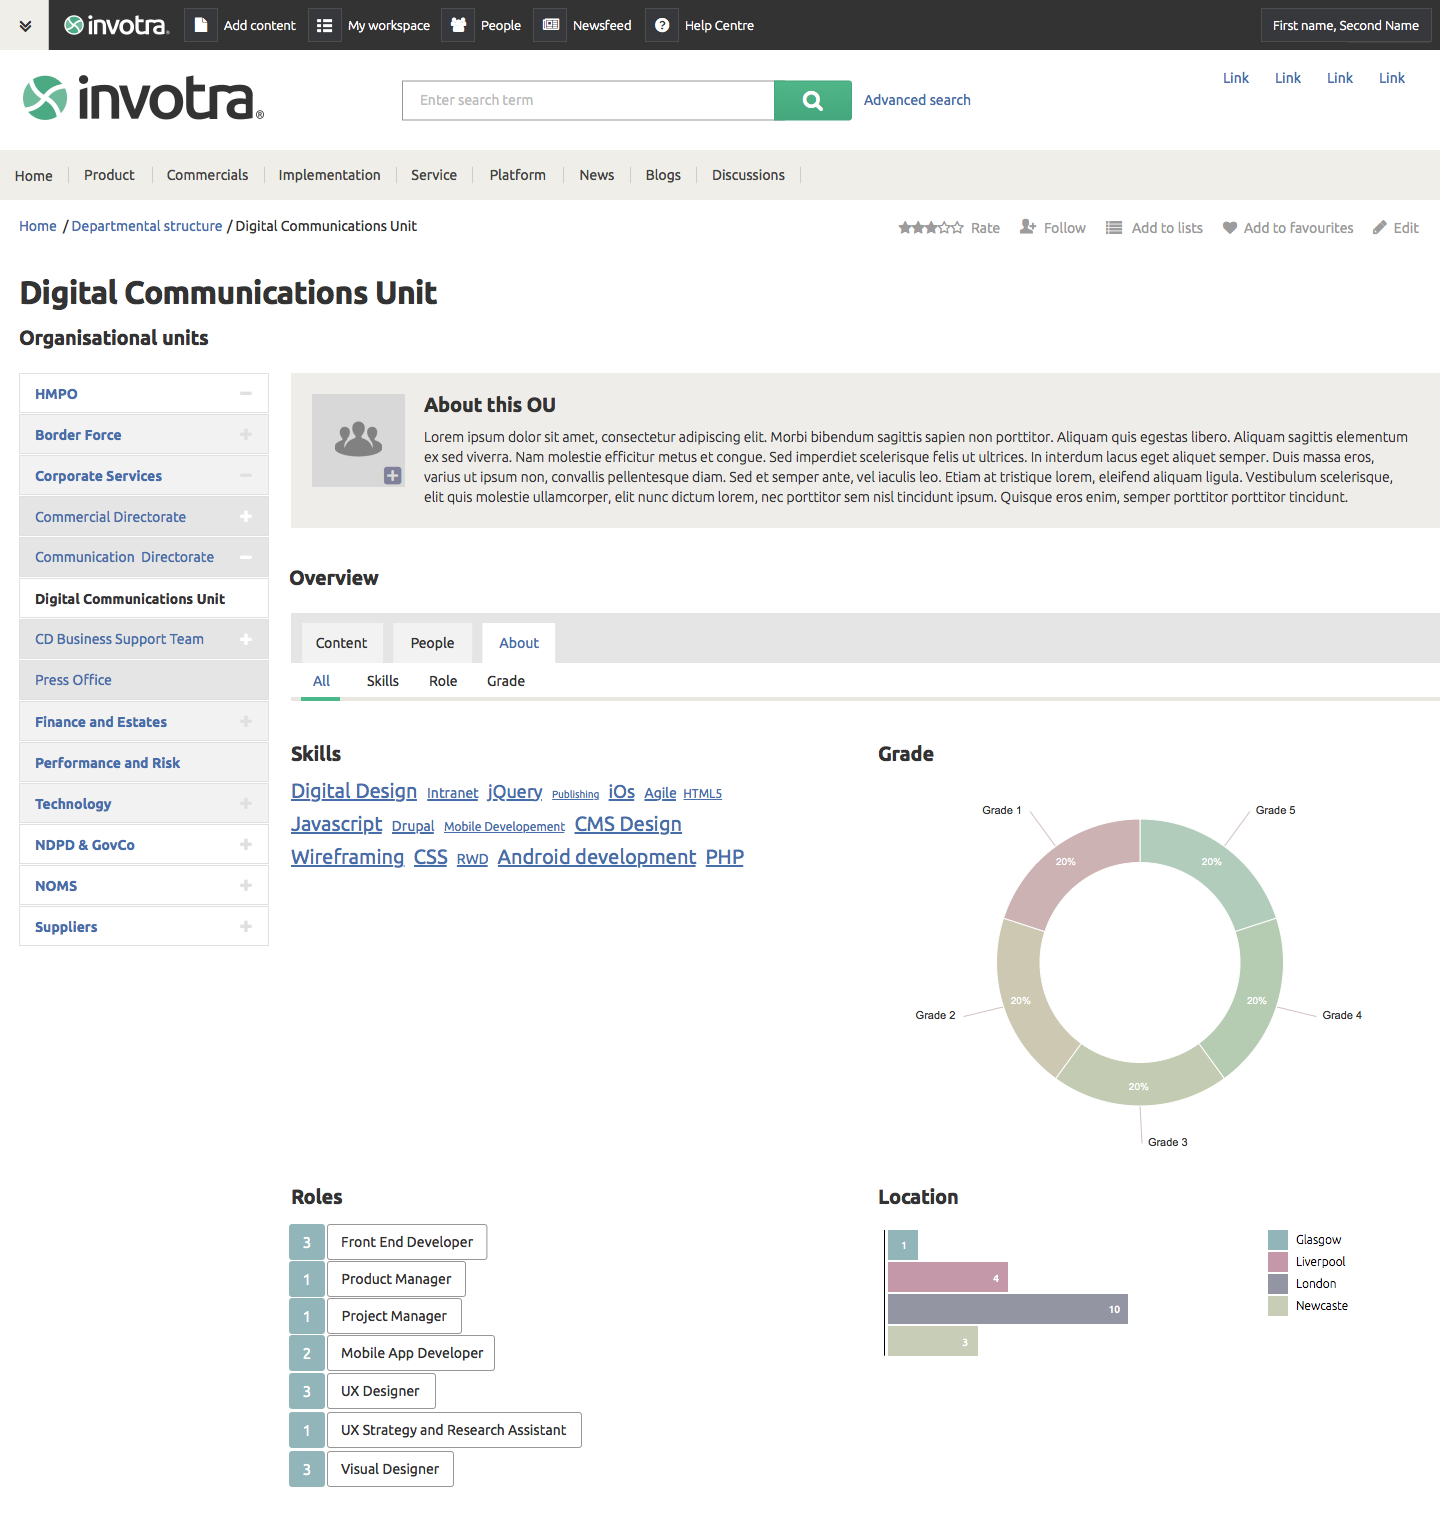 invotra® Add content My workspace People Newsfeed Help Centre First name, Second Name
Link Link Link Link
invotra® Enter search term Advanced search
Home Product Commercials Implementation Service Platform News Blogs Discussions
Home / Departmental structure / Digital Communications Unit Rate Follow Add to lists Add to favourites Edit
Digital Communications Unit
Organisational units
HMPO
Border Force
Corporate Services
Commercial Directorate
Communication Directorate
Digital Communications Unit
CD Business Support Team
Press Office
Finance and Estates
Performance and Risk
Technology
NDPD & GovCo
NOMS
Suppliers
About this OU
Lorem ipsum dolor sit amet, consectetur adipiscing elit. Morbi bibendum sagittis sapien non porttitor. Aliquam quis egestas libero. Aliquam sagittis elementum
ex sed viverra. Nam molestie efficitur metus et congue. Sed imperdiet scelerisque felis ut ultrices. In interdum lacus eget aliquet semper. Duis massa eros,
varius ut ipsum non, convallis pellentesque diam. Sed et semper ante, vel iaculis leo. Etiam at tristique lorem, eleifend aliquam ligula. Vestibulum scelerisque,
elit quis molestie ullamcorper, elit nunc dictum lorem, nec porttitor sem nisl tincidunt ipsum. Quisque eros enim, semper porttitor porttitor tincidunt.
Overview
Content People About
All Skills Role Grade
Skills
Digital Design Intranet jQuery Publishing iOs Agile HTML5
Javascript Drupal Mobile Developement CMS Design
Wireframing CSS RWD Android development PHP
Grade
Grade 1 Grade 5
20% 20%
20% 20%
Grade 2 Grade 4
20%
Grade 3
Roles
3 Front End Developer
1 Product Manager
1 Project Manager
2 Mobile App Developer
3 UX Designer
1 UX Strategy and Research Assistant
3 Visual Designer
Location
1
4
10
3
Glasgow
Liverpool
London
Newcaste